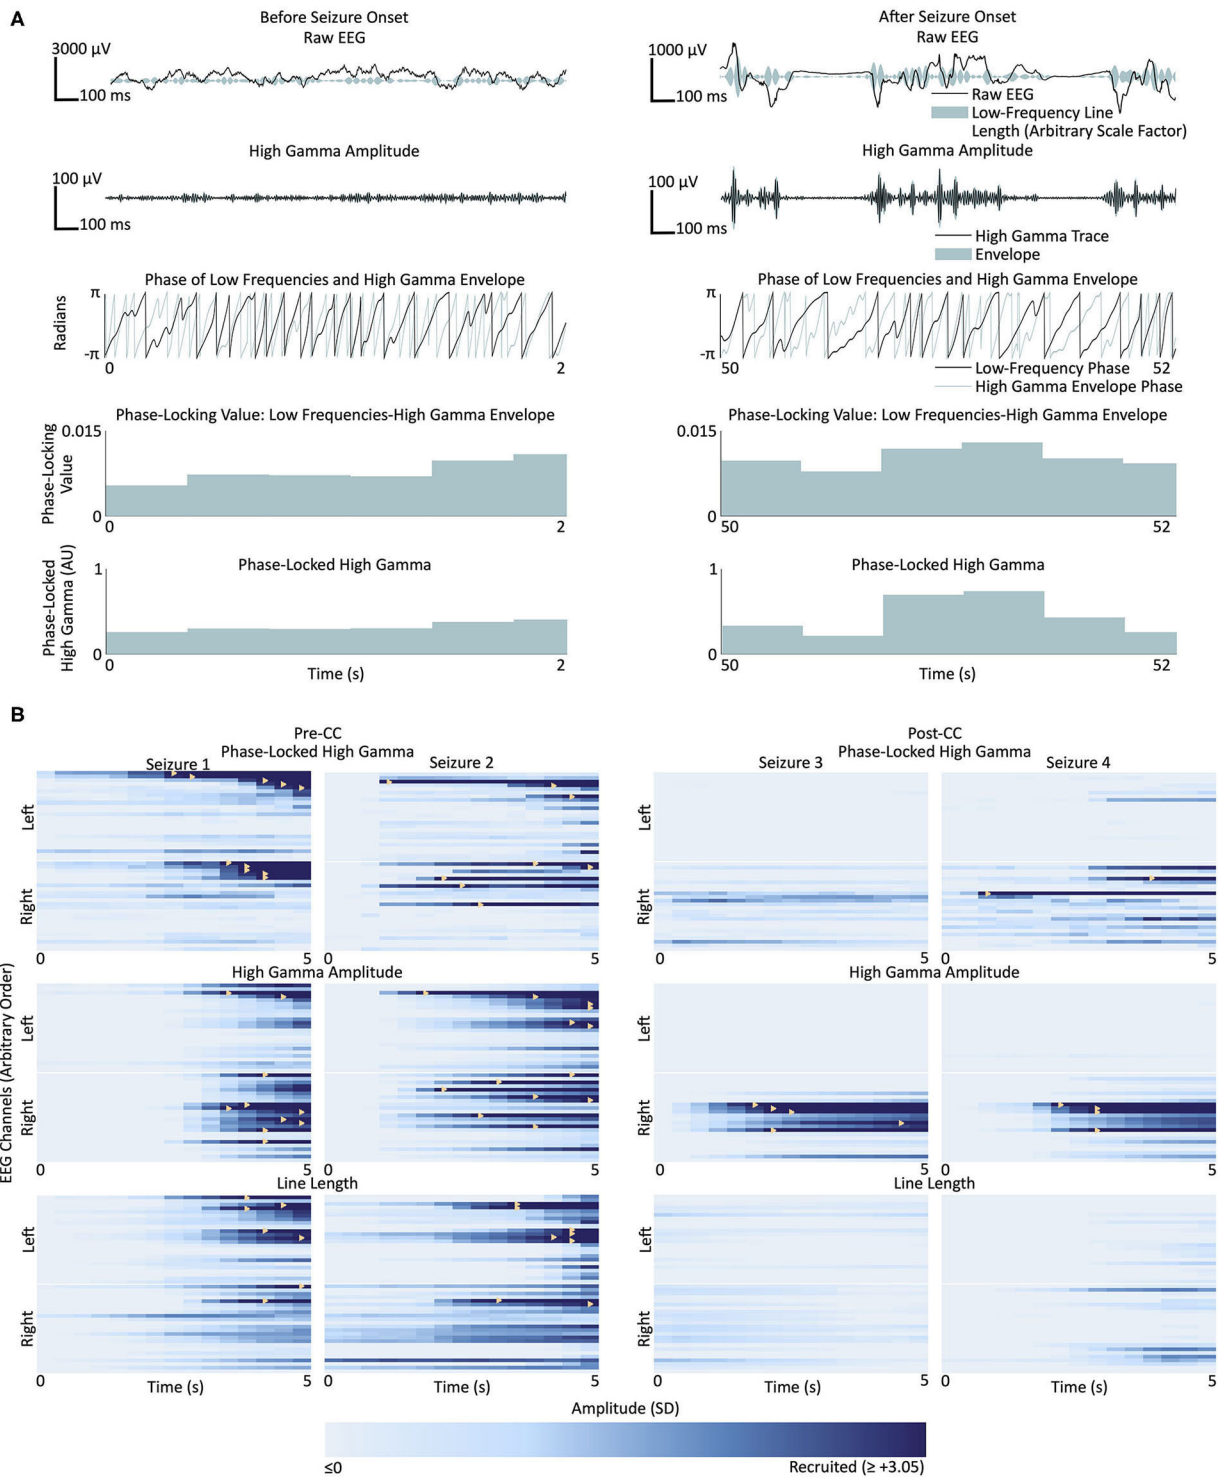 A
Before Seizure Onset
Raw EEG
3000 µV
100 ms
High Gamma Amplitude
100 µV
100 ms
Phase of Low Frequencies and High Gamma Envelope
Radians
π
-π
0
2
Phase-Locking Value: Low Frequencies-High Gamma Envelope
Phase-Locking
Value
0.015
0
0
2
Phase-Locked High Gamma
Phase-Locked
High Gamma (AU)
1
0
0
2
Time (s)
After Seizure Onset
Raw EEG
1000 µV
100 ms
Raw EEG
Low-Frequency Line
Length (Arbitrary Scale Factor)
High Gamma Amplitude
100 µV
100 ms
High Gamma Trace
Envelope
Phase of Low Frequencies and High Gamma Envelope
π
-π
50
52
Low-Frequency Phase
High Gamma Envelope Phase
Phase-Locking Value: Low Frequencies-High Gamma Envelope
0.015
0
50
52
Phase-Locked High Gamma
1
0
50
52
Time (s)
B
Pre-CC
Phase-Locked High Gamma
Seizure 1
Seizure 2
Post-CC
Phase-Locked High Gamma
Seizure 3
Seizure 4
EEG Channels (Arbitrary Order)
Left
Right
0
5
0
5
Left
Right
0
5
0
5
High Gamma Amplitude
Left
Right
0
5
0
5
High Gamma Amplitude
Left
Right
0
5
0
5
Line Length
Left
Right
0
Time (s)
5
0
Time (s)
5
Line Length
Left
Right
0
Time (s)
5
0
Time (s)
5
Amplitude (SD)
≤0
Recruited (≥ +3.05)